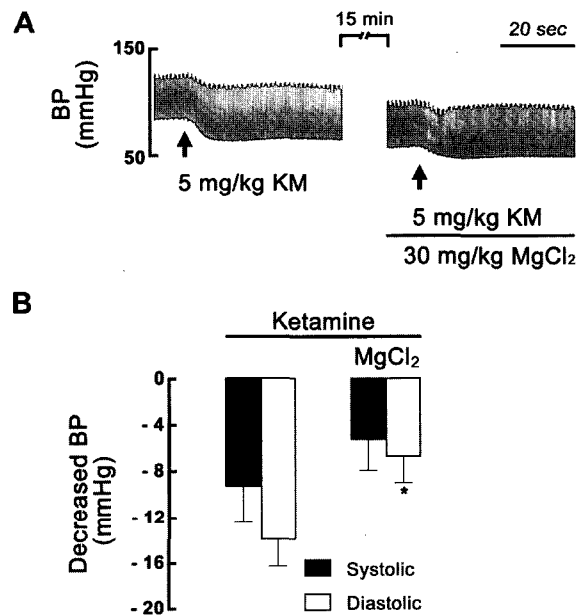 A
15 min
20 sec
150
BP
(mmHg)
50
5 mg/kg KM
5 mg/kg KM
30 mg/kg MgCl₂
B
Ketamine
MgCl₂
0
- 4
- 8
- 12
- 16
- 20
Decreased BP
(mmHg)
*
Systolic
Diastolic